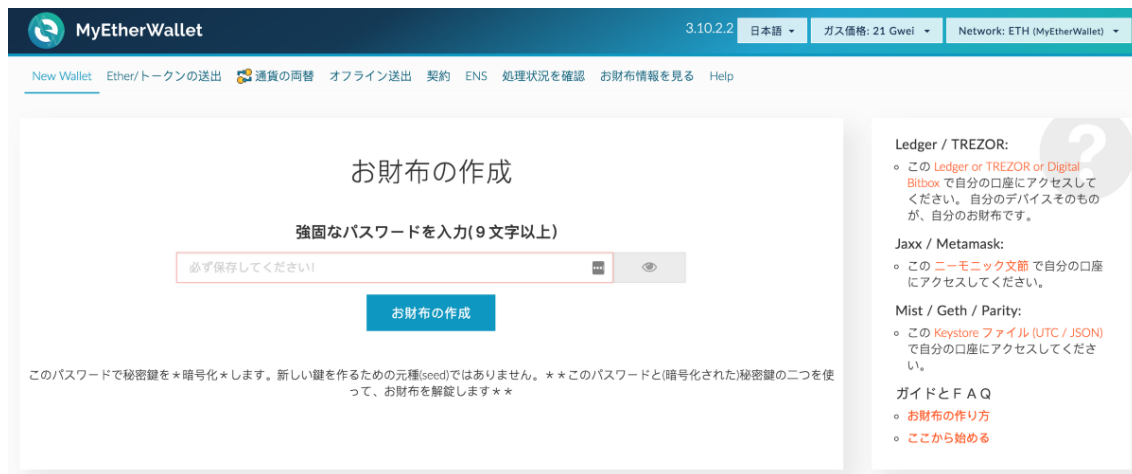 MyEtherWallet
3.10.2.2
日本語
ガス価格: 21 Gwei
Network: ETH (MyEtherWallet)
New Wallet
Ether/トークンの送出
通貨の両替
オフライン送出
契約
ENS
処理状況を確認
お財布情報を見る
Help
お財布の作成
強固なパスワードを入力(9文字以上)
必ず保存してください!
お財布の作成
このパスワードで秘密鍵を*暗号化*します。新しい鍵を作るための元種(seed)ではありません。**このパスワードと(暗号化された)秘密鍵の二つを使
って、お財布を解錠します**
Ledger / TREZOR:
この Ledger or TREZOR or Digital
Bitbox で自分の口座にアクセスして
ください。 自分のデバイスそのもの
が、自分のお財布です。
Jaxx / Metamask:
この ニーモニック文節 で自分の口座
にアクセスしてください。
Mist / Geth / Parity:
この Keystore ファイル (UTC / JSON)
で自分の口座にアクセスしてくださ
い。
ガイドとFAQ
お財布の作り方
ここから始める